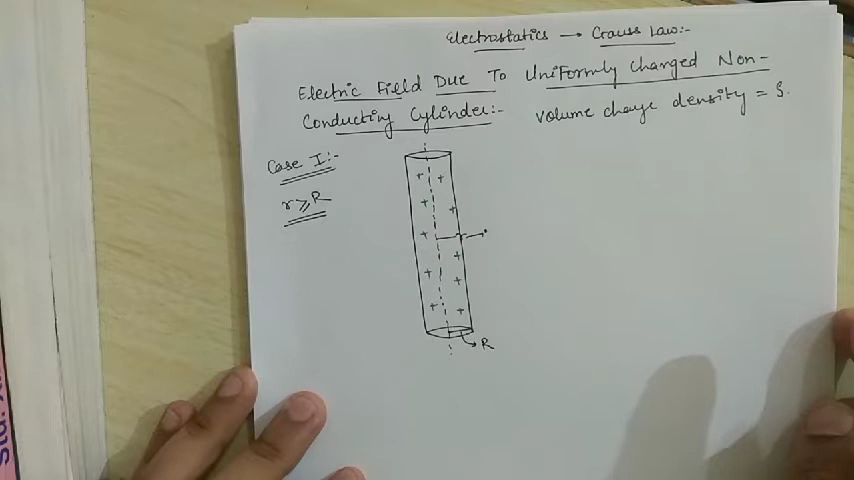 Electrostatics → Gauss Law:-
Electric Field Due To Uniformly Charged Non-
Conducting Cylinder:- volume charge density = ρ.
Case I:-
r ≥ R
R